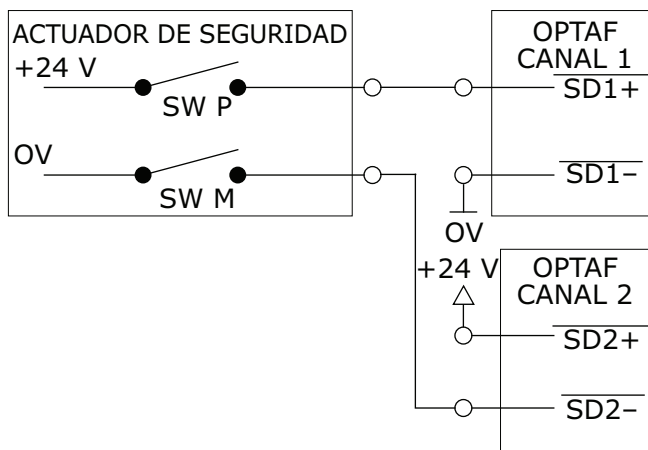 ACTUADOR DE SEGURIDAD
+24 V
SW P
OV
SW M
OPTAF
CANAL 1
SD1+
SD1–
OV
+24 V
OPTAF
CANAL 2
SD2+
SD2–